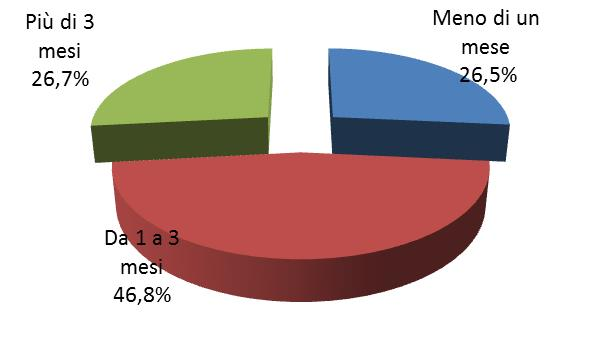 Più di 3
mesi
26,7%
Meno di un
mese
26,5%
Da 1 a 3
mesi
46,8%